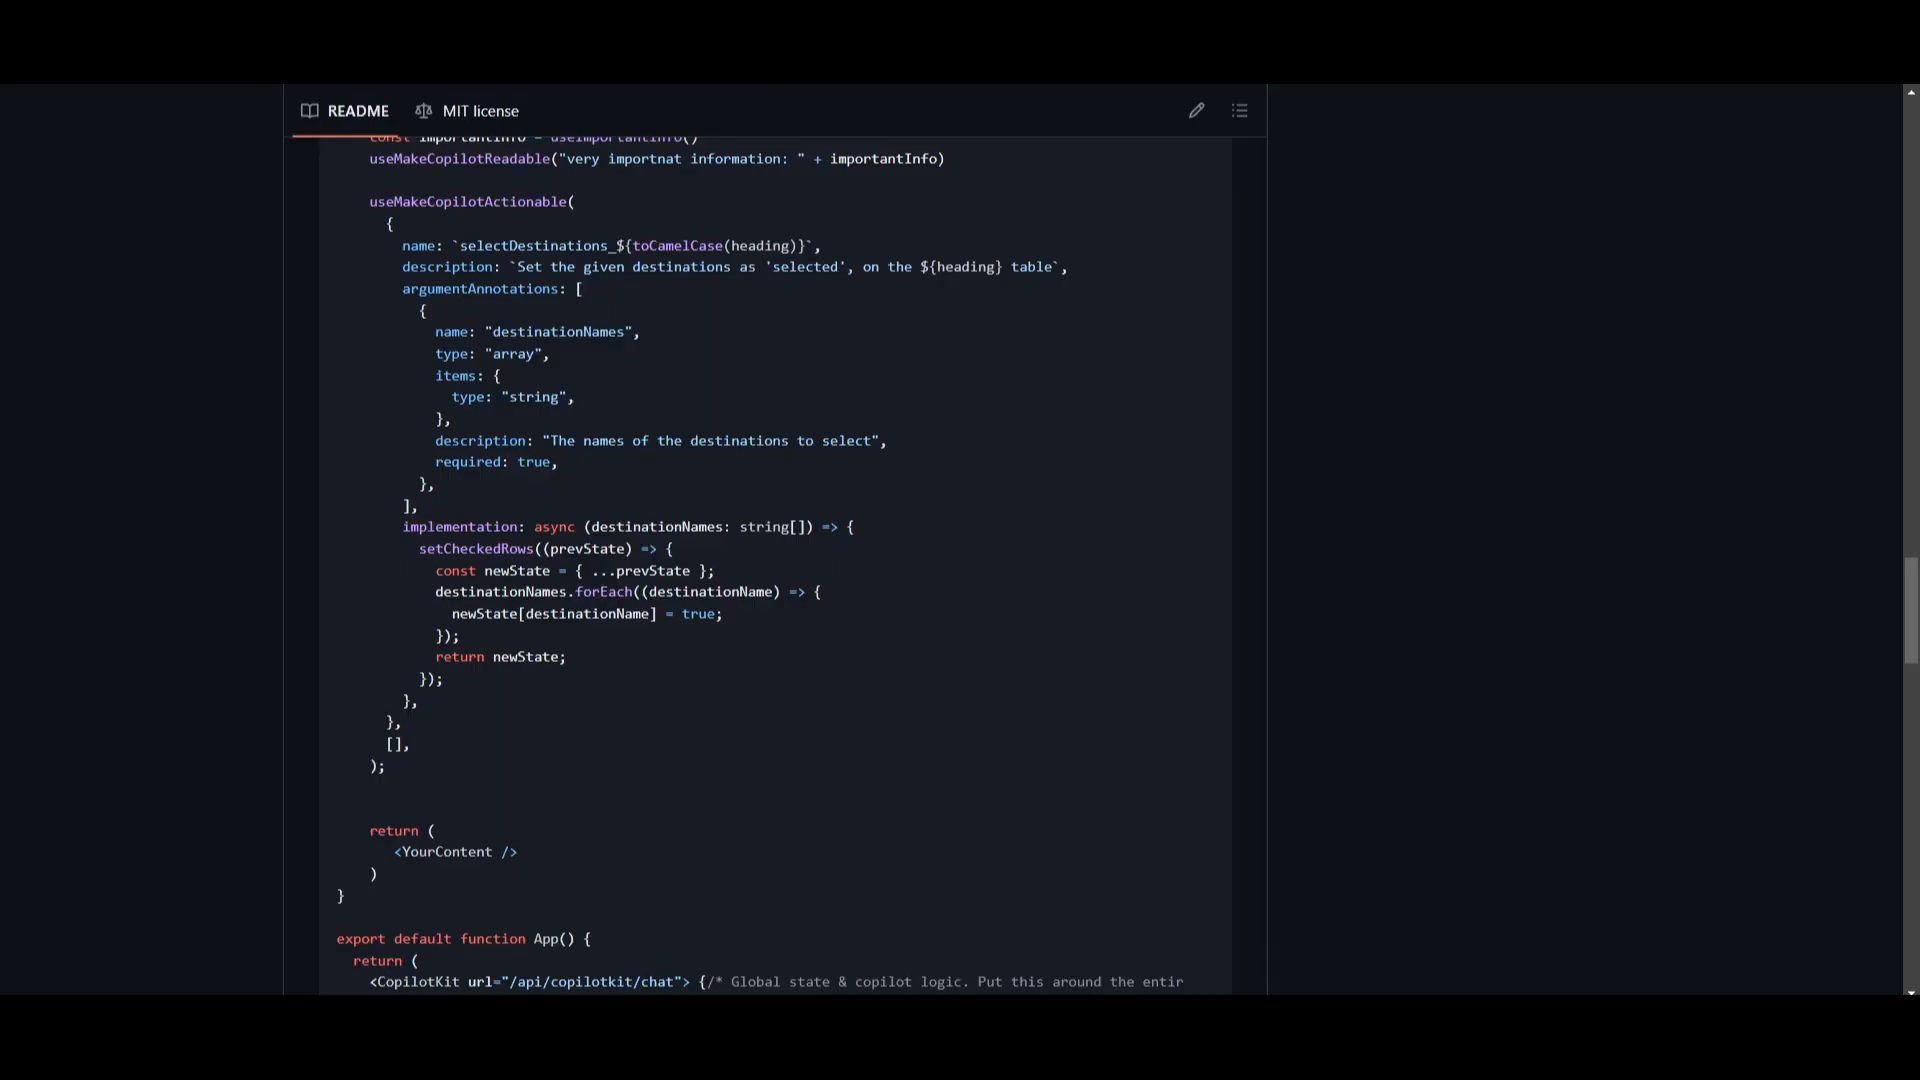 README
MIT license
const importantInfo = useImportantInfo()
useMakeCopilotReadable("very importnat information: " + importantInfo)
useMakeCopilotActionable(
{
name: `selectDestinations_${toCamelCase(heading)}`,
description: `Set the given destinations as 'selected', on the ${heading} table`,
argumentAnnotations: [
{
name: "destinationNames",
type: "array",
items: {
type: "string",
},
description: "The names of the destinations to select",
required: true,
},
],
implementation: async (destinationNames: string[]) => {
setCheckedRows((prevState) => {
const newState = { ...prevState };
destinationNames.forEach((destinationName) => {
newState[destinationName] = true;
});
return newState;
});
},
},
[],
);
return (
<YourContent />
)
}
export default function App() {
return (
<CopilotKit url="/api/copilotkit/chat"> {/* Global state & copilot logic. Put this around the entir